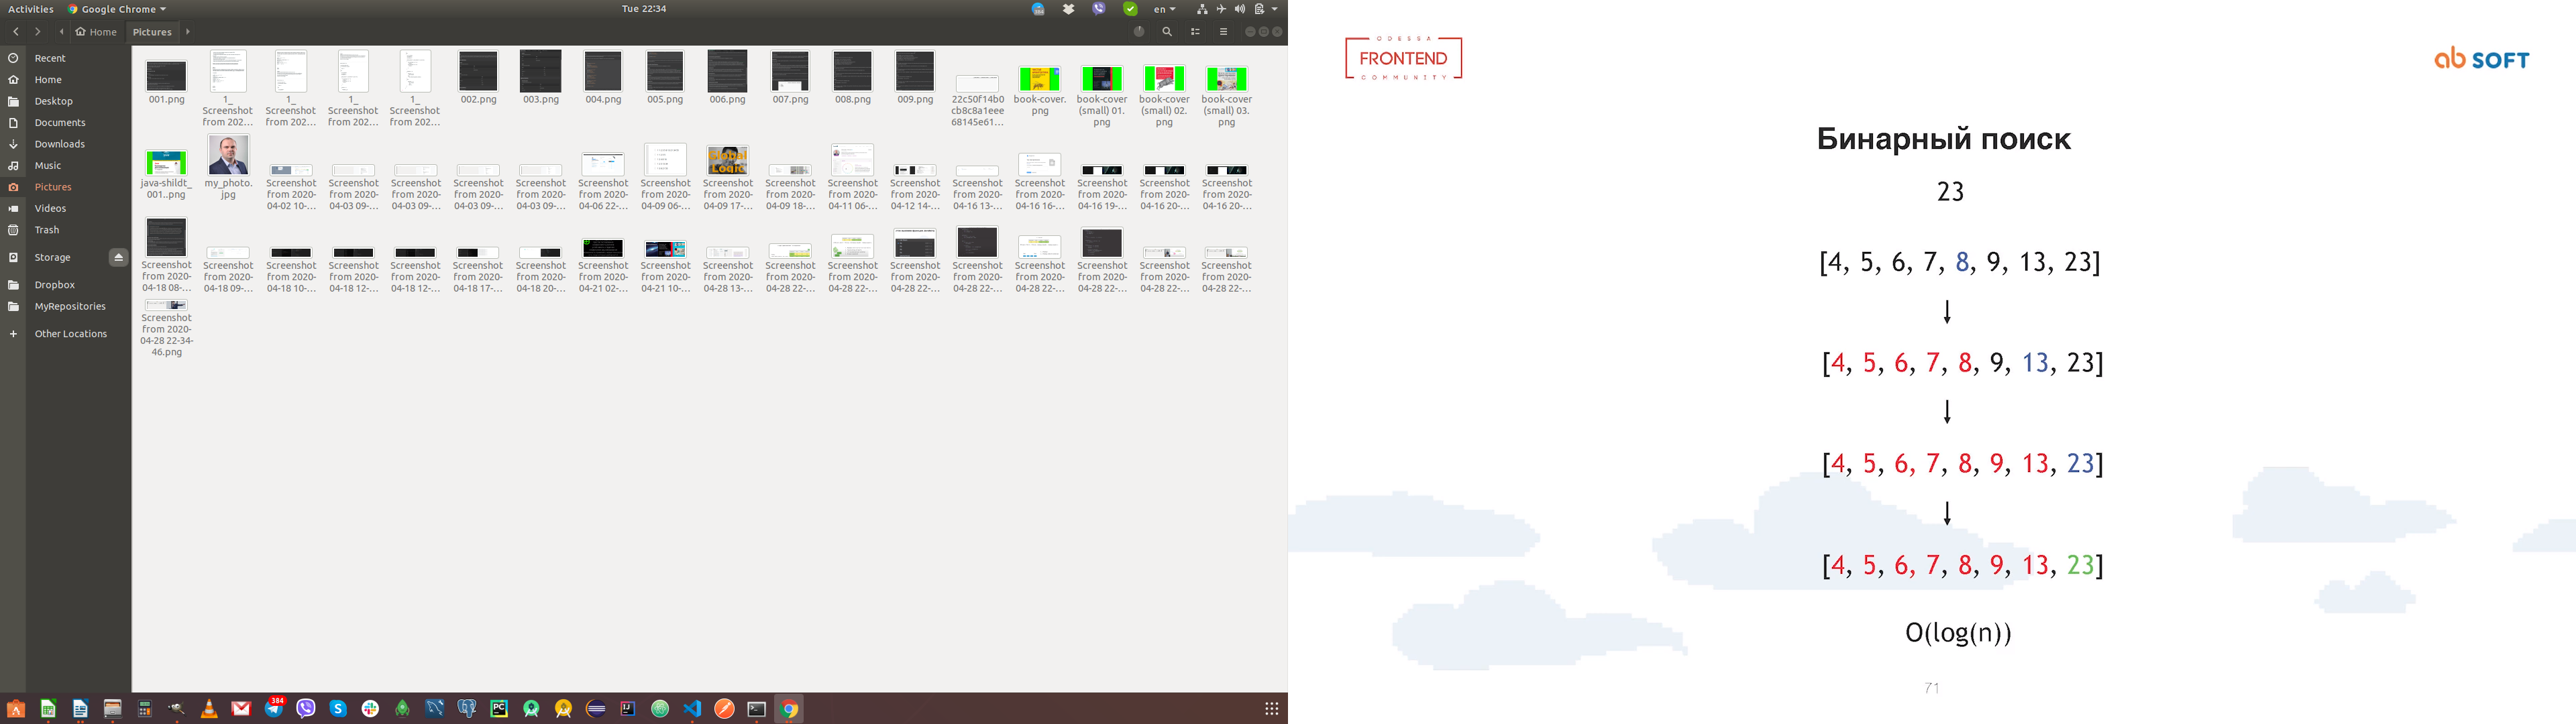 Activities
Google Chrome
Tue 22:34
en
Home
Pictures
Recent
Home
Desktop
Documents
Downloads
Music
Pictures
Videos
Trash
Storage
Dropbox
MyRepositories
Other Locations
001.png
1_
Screenshot
from 202…
1_
Screenshot
from 202…
1_
Screenshot
from 202…
1_
Screenshot
from 202…
002.png
003.png
004.png
005.png
006.png
007.png
008.png
009.png
22c50f14b0
cb8c8a1eee
68145e61…
book-cover.
png
book-cover
(small) 01.
png
book-cover
(small) 02.
png
book-cover
(small) 03.
png
java-shildt_
001..png
my_photo.
jpg
Screenshot
from 2020-
04-02 10-…
Screenshot
from 2020-
04-03 09-…
Screenshot
from 2020-
04-03 09-…
Screenshot
from 2020-
04-03 09-…
Screenshot
from 2020-
04-03 09-…
Screenshot
from 2020-
04-06 22-…
Screenshot
from 2020-
04-09 06-…
Global
Logic
Screenshot
from 2020-
04-09 17-…
Screenshot
from 2020-
04-09 18-…
Screenshot
from 2020-
04-11 06-…
Screenshot
from 2020-
04-12 14-…
Screenshot
from 2020-
04-16 13-…
Screenshot
from 2020-
04-16 16-…
Screenshot
from 2020-
04-16 19-…
Screenshot
from 2020-
04-16 20-…
Screenshot
from 2020-
04-16 20-…
Screenshot
from 2020-
04-18 08-…
Screenshot
from 2020-
04-18 09-…
Screenshot
from 2020-
04-18 10-…
Screenshot
from 2020-
04-18 12-…
Screenshot
from 2020-
04-18 12-…
Screenshot
from 2020-
04-18 17-…
Screenshot
from 2020-
04-18 20-…
Screenshot
from 2020-
04-21 02-…
Screenshot
from 2020-
04-21 10-…
Screenshot
from 2020-
04-28 13-…
Screenshot
from 2020-
04-28 22-…
Screenshot
from 2020-
04-28 22-…
Screenshot
from 2020-
04-28 22-…
Screenshot
from 2020-
04-28 22-…
Screenshot
from 2020-
04-28 22-…
Screenshot
from 2020-
04-28 22-…
Screenshot
from 2020-
04-28 22-…
Screenshot
from 2020-
04-28 22-…
Screenshot
from 2020-
04-28 22-34-
46.png
384
PC
IJ
ODESSA
FRONTEND
COMMUNITY
ab SOFT
Бинарный поиск
23
[4, 5, 6, 7, 8, 9, 13, 23]
[4, 5, 6, 7, 8, 9, 13, 23]
[4, 5, 6, 7, 8, 9, 13, 23]
[4, 5, 6, 7, 8, 9, 13, 23]
O(log(n))
71